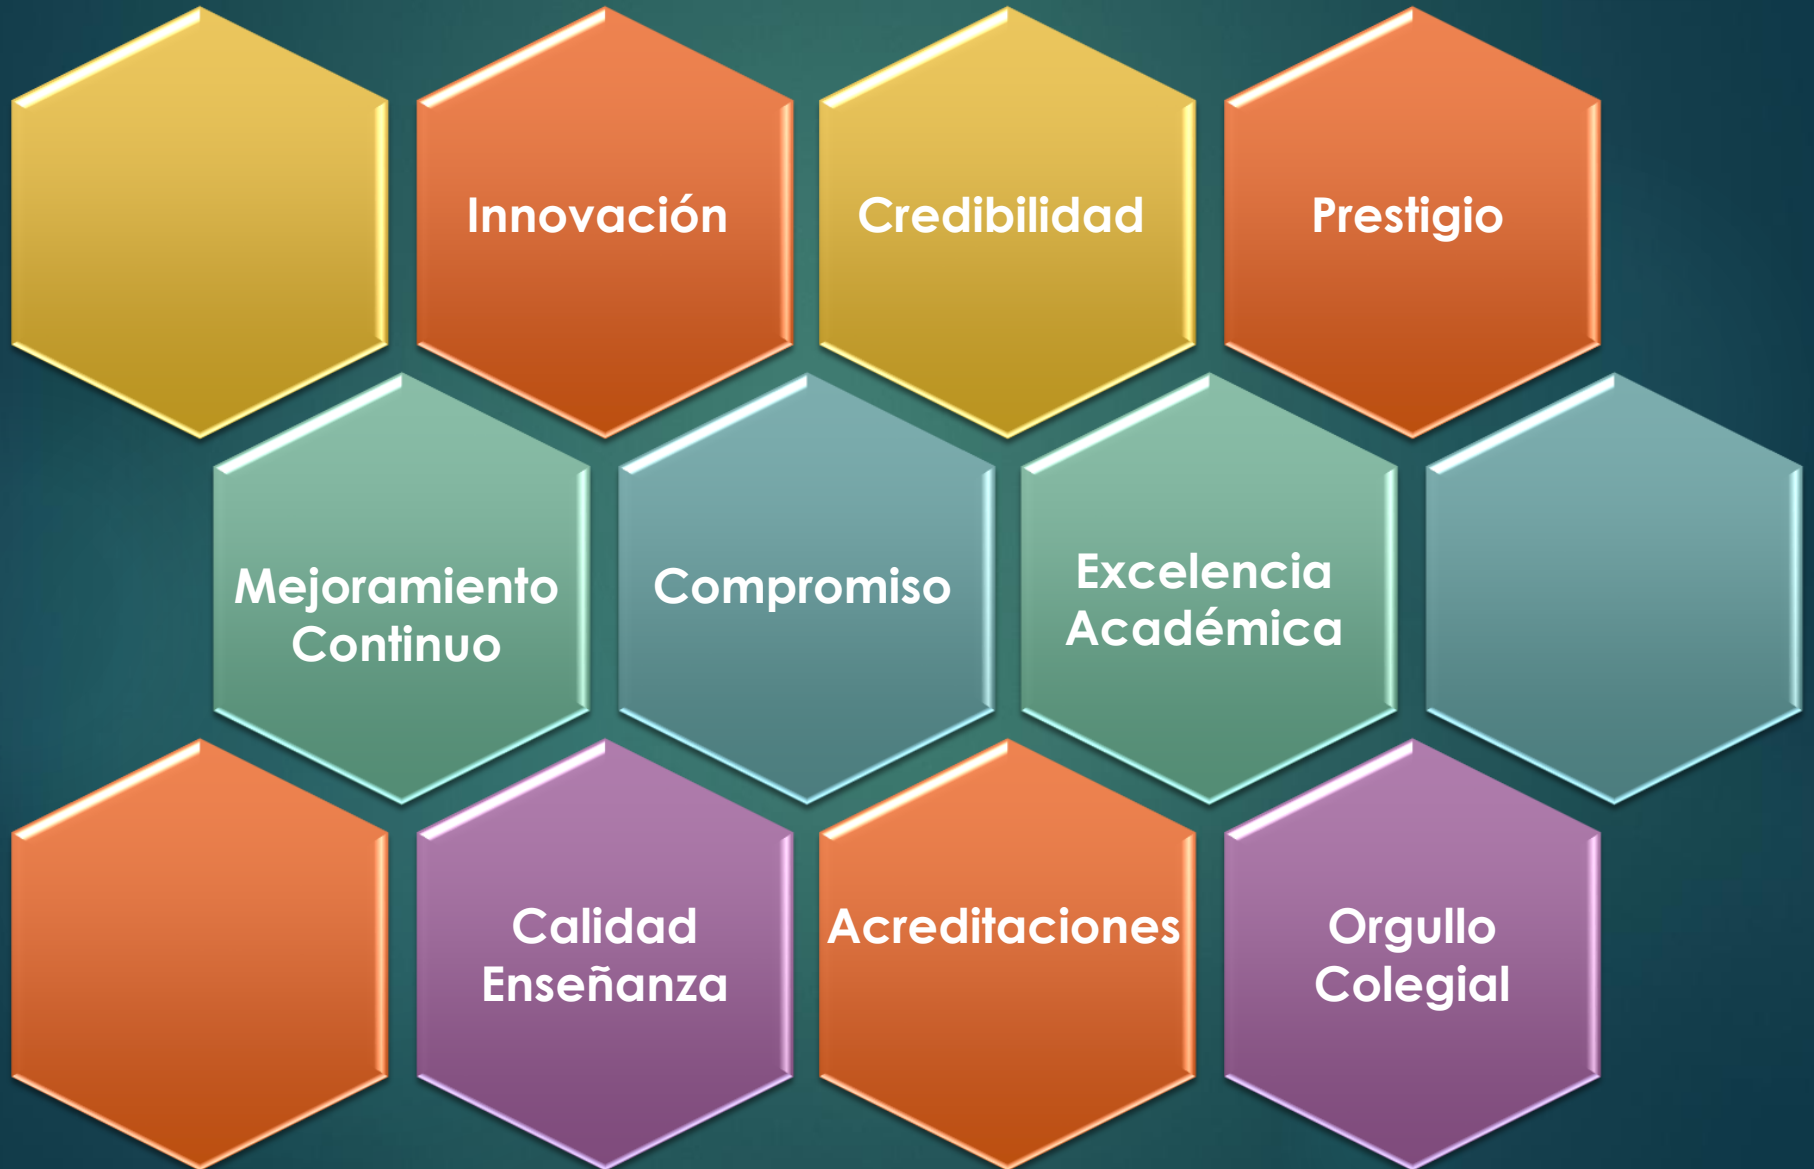 Innovación
Credibilidad
Prestigio
Mejoramiento
Continuo
Compromiso
Excelencia
Académica
Calidad
Enseñanza
Acreditaciones
Orgullo
Colegial